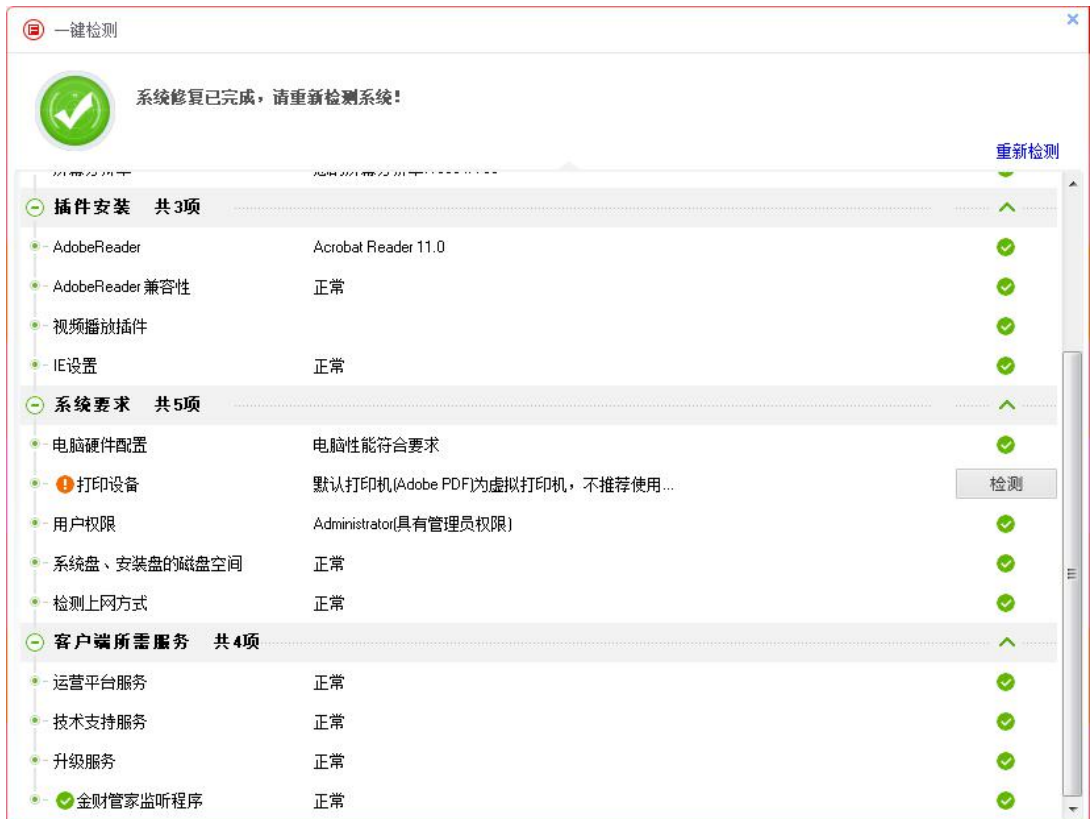 一键检测
系统修复已完成，请重新检测系统！
重新检测
插件安装 共3项
AdobeReader Acrobat Reader 11.0
AdobeReader 兼容性 正常
视频播放插件
IE设置 正常
系统要求 共5项
电脑硬件配置 电脑性能符合要求
打印设备 默认打印机(Adobe PDF)为虚拟打印机，不推荐使用... 检测
用户权限 Administrator(具有管理员权限)
系统盘、安装盘的磁盘空间 正常
检测上网方式 正常
客户端所需服务 共4项
运营平台服务 正常
技术支持服务 正常
升级服务 正常
金财管家监听程序 正常